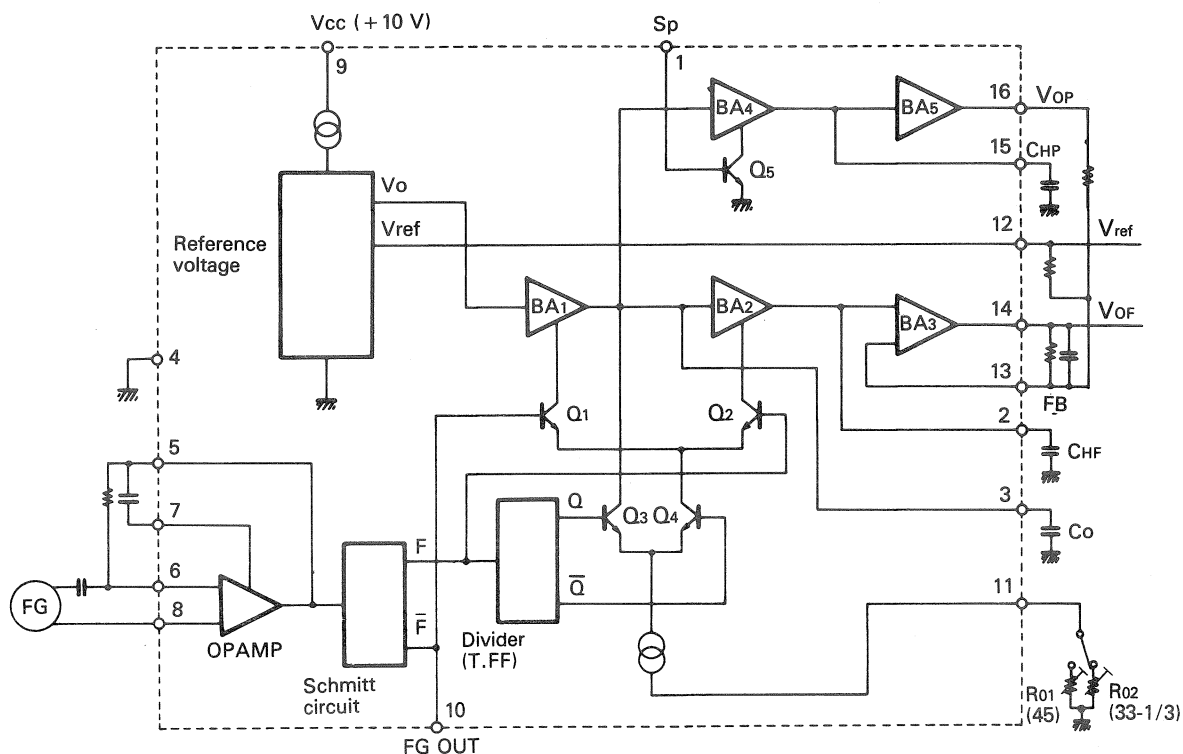 Vcc (+10 V)
Sp
9
1
16
VOP
BA4
BA5
15
CHP
Q5
Vo
Vref
12
Vref
Reference
voltage
BA1
BA2
BA3
14
VOF
4
13
FB
Q1
Q2
2
CHF
5
7
Q
Q3
Q4
3
Co
F
6
Q̅
11
FG
8
F̅
OPAMP
Divider
(T.FF)
Schmitt
circuit
R01
(45)
R02
(33-1/3)
10
FG OUT